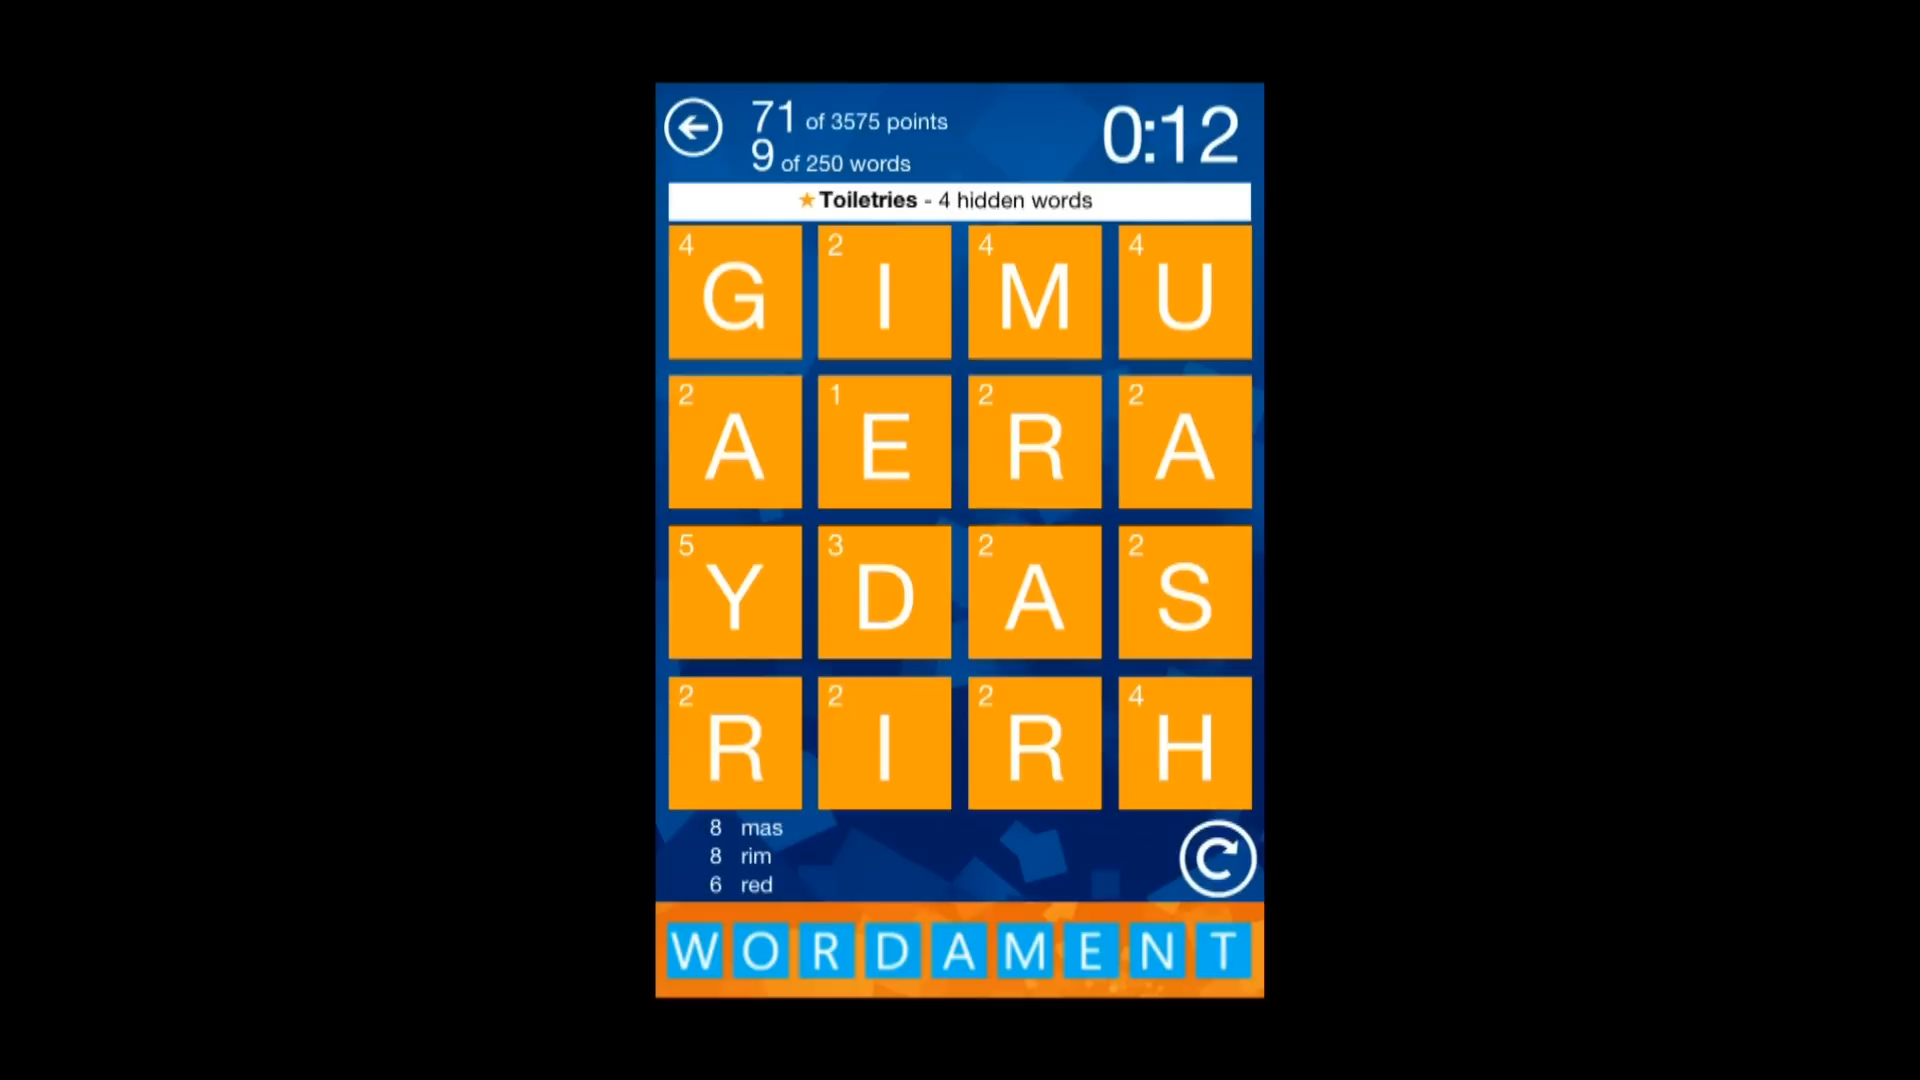 71 of 3575 points
9 of 250 words
0:12
Toiletries - 4 hidden words
4 G 2 I 4 M 4 U
2 A 1 E 2 R 2 A
5 Y 3 D 2 A 2 S
2 R 2 I 2 R 4 H
8 mas
8 rim
6 red
WORDAMENT